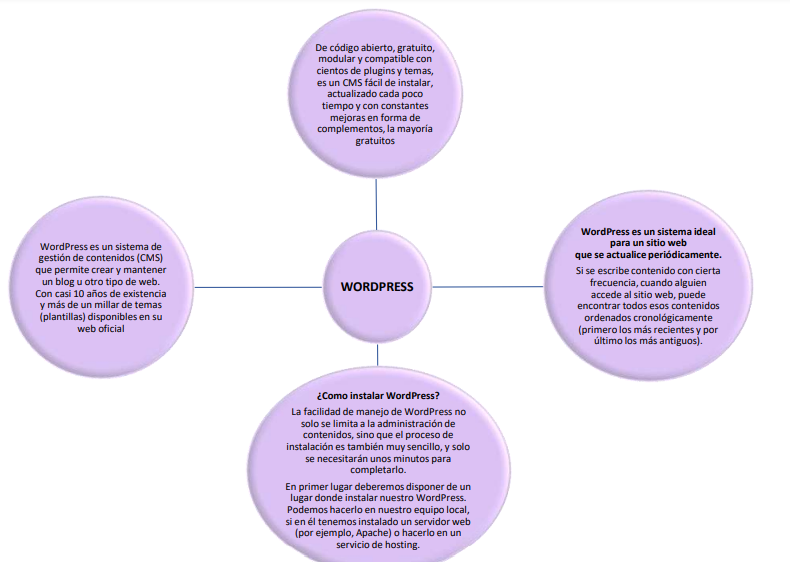 De código abierto, gratuito,
modular y compatible con
cientos de plugins y temas,
es un CMS fácil de instalar,
actualizado cada poco
tiempo y con constantes
mejoras en forma de
complementos, la mayoría
gratuitos
WordPress es un sistema de
gestión de contenidos (CMS)
que permite crear y mantener
un blog u otro tipo de web.
Con casi 10 años de existencia
y más de un millar de temas
(plantillas) disponibles en su
web oficial
WORDPRESS
WordPress es un sistema ideal
para un sitio web
que se actualice periódicamente.
Si se escribe contenido con cierta
frecuencia, cuando alguien
accede al sitio web, puede
encontrar todos esos contenidos
ordenados cronológicamente
(primero los más recientes y por
último los más antiguos).
¿Como instalar WordPress?
La facilidad de manejo de WordPress no
solo se limita a la administración de
contenidos, sino que el proceso de
instalación es también muy sencillo, y solo
se necesitarán unos minutos para
completarlo.
En primer lugar deberemos disponer de un
lugar donde instalar nuestro WordPress.
Podemos hacerlo en nuestro equipo local,
si en él tenemos instalado un servidor web
(por ejemplo, Apache) o hacerlo en un
servicio de hosting.